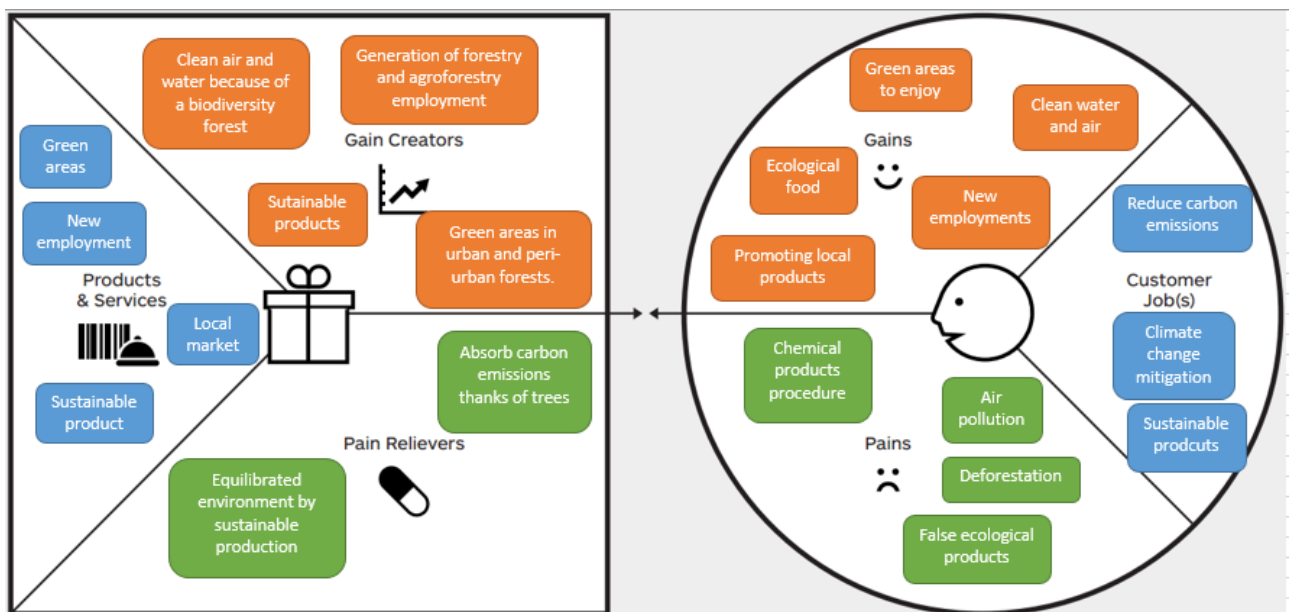 Clean air and
water because of
a biodiversity
forest
Generation of forestry
and agroforestry
employment
Gain Creators
Green
areas
New
employment
Sutainable
products
Green areas in
urban and peri-
urban forests.
Products
& Services
Local
market
Sustainable
product
Absorb carbon
emissions
thanks of trees
Pain Relievers
Equilibrated
environment by
sustainable
production
Green areas
to enjoy
Clean water
and air
Gains
Ecological
food
New
employments
Promoting local
products
Reduce carbon
emissions
Customer
Job(s)
Climate
change
mitigation
Sustainable
prodcuts
Chemical
products
procedure
Air
pollution
Pains
Deforestation
False ecological
products